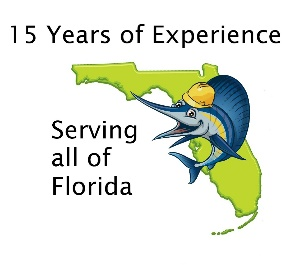 15 Years of Experience
Serving
all of
Florida